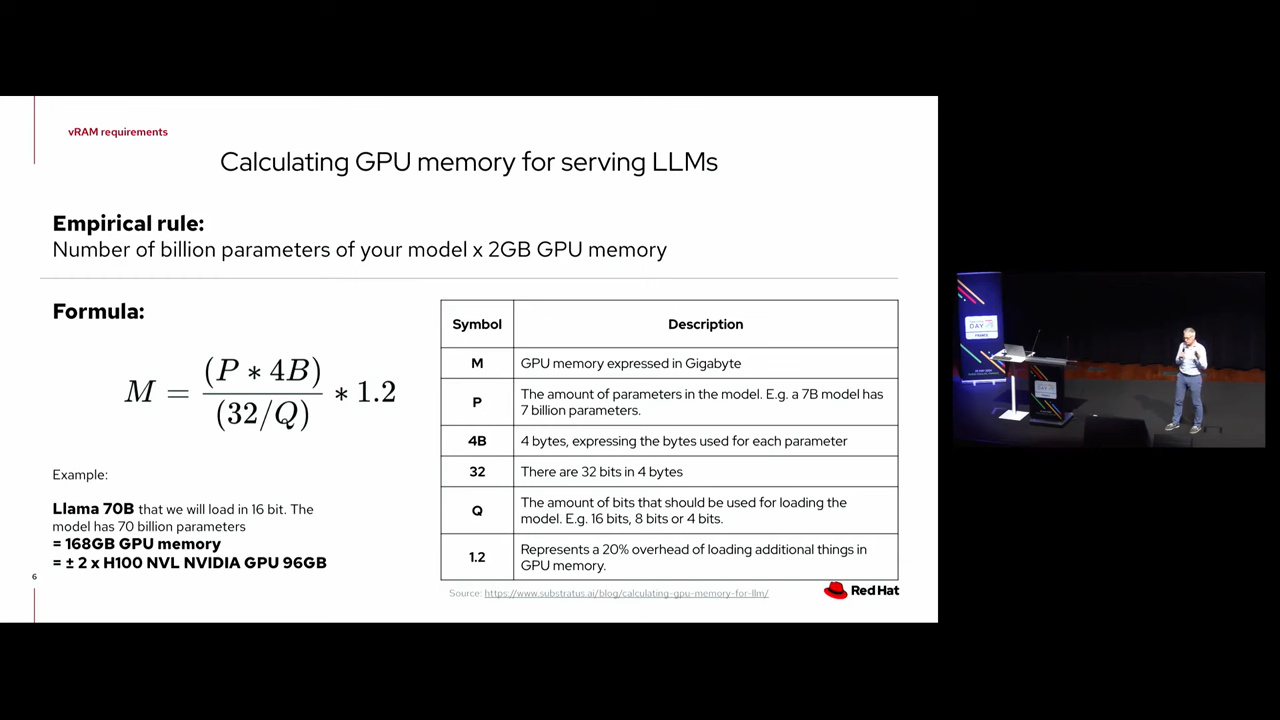 vRAM requirements
Calculating GPU memory for serving LLMs
Empirical rule:
Number of billion parameters of your model x 2GB GPU memory
Formula:
M = (P * 4B) / (32/Q) * 1.2
Example:
Llama 70B that we will load in 16 bit. The
model has 70 billion parameters
= 168GB GPU memory
= ± 2 x H100 NVL NVIDIA GPU 96GB
Symbol Description
M GPU memory expressed in Gigabyte
P The amount of parameters in the model. E.g. a 7B model has
7 billion parameters.
4B 4 bytes, expressing the bytes used for each parameter
32 There are 32 bits in 4 bytes
Q The amount of bits that should be used for loading the
model. E.g. 16 bits, 8 bits or 4 bits.
1.2 Represents a 20% overhead of loading additional things in
GPU memory.
6
Source: https://www.substratus.ai/blog/calculating-gpu-memory-for-llm/
Red Hat
DAY
FRANCE
DAY